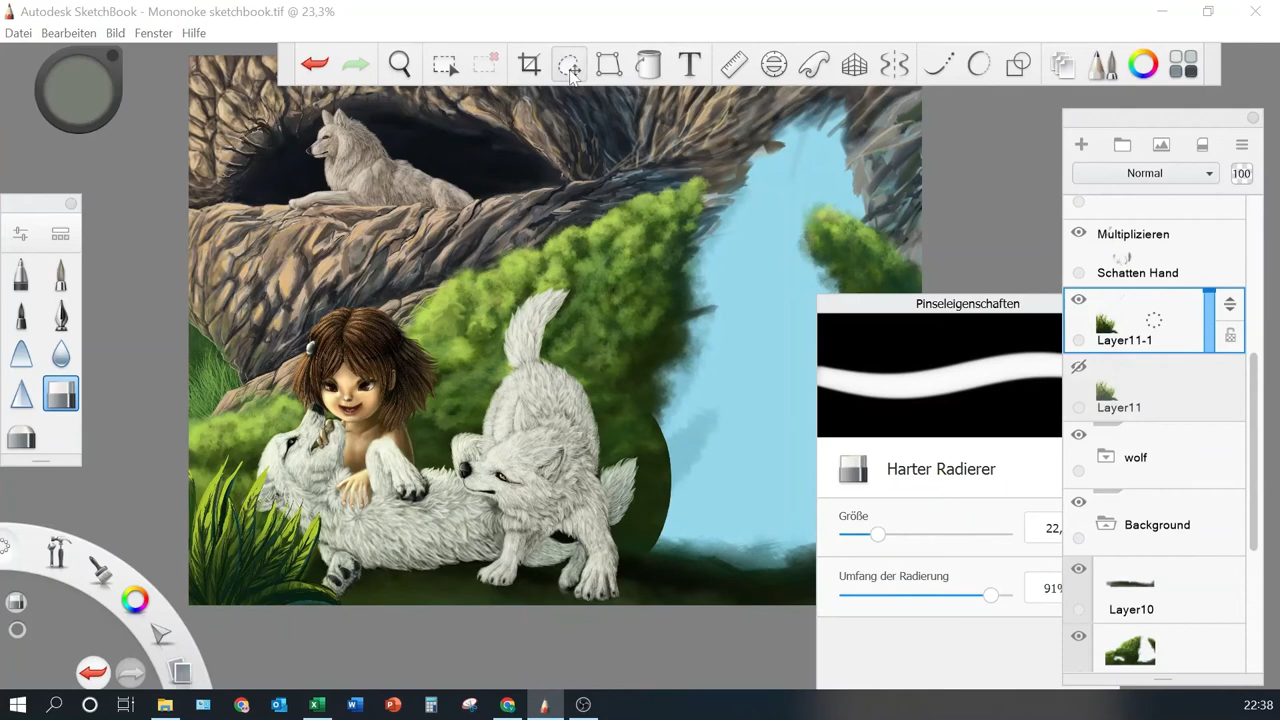 Autodesk SketchBook - Mononoke sketchbook.tif @ 23,3%
Datei Bearbeiten Bild Fenster Hilfe
T
Normal
100
Multiplizieren
Schatten Hand
Layer11-1
Layer11
wolf
Background
Layer10
Pinseleigenschaften
Harter Radierer
Größe
22,
Umfang der Radierung
91%
22:38